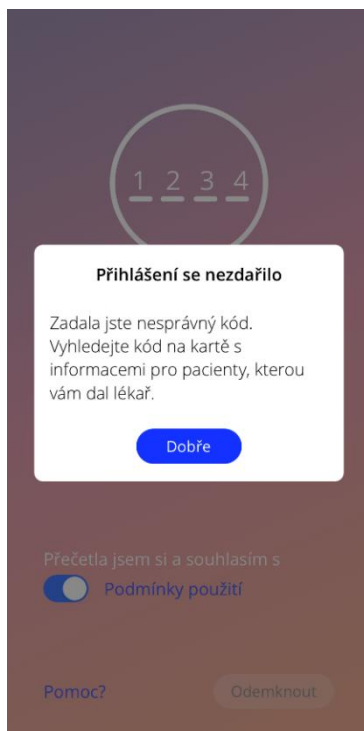 1 2 3 4
Přihlášení se nezdařilo
Zadala jste nesprávný kód.
Vyhledejte kód na kartě s
informacemi pro pacienty, kterou
vám dal lékař.
Dobře
Přečetla jsem si a souhlasím s
Podmínky použití
Pomoc?
Odemknout